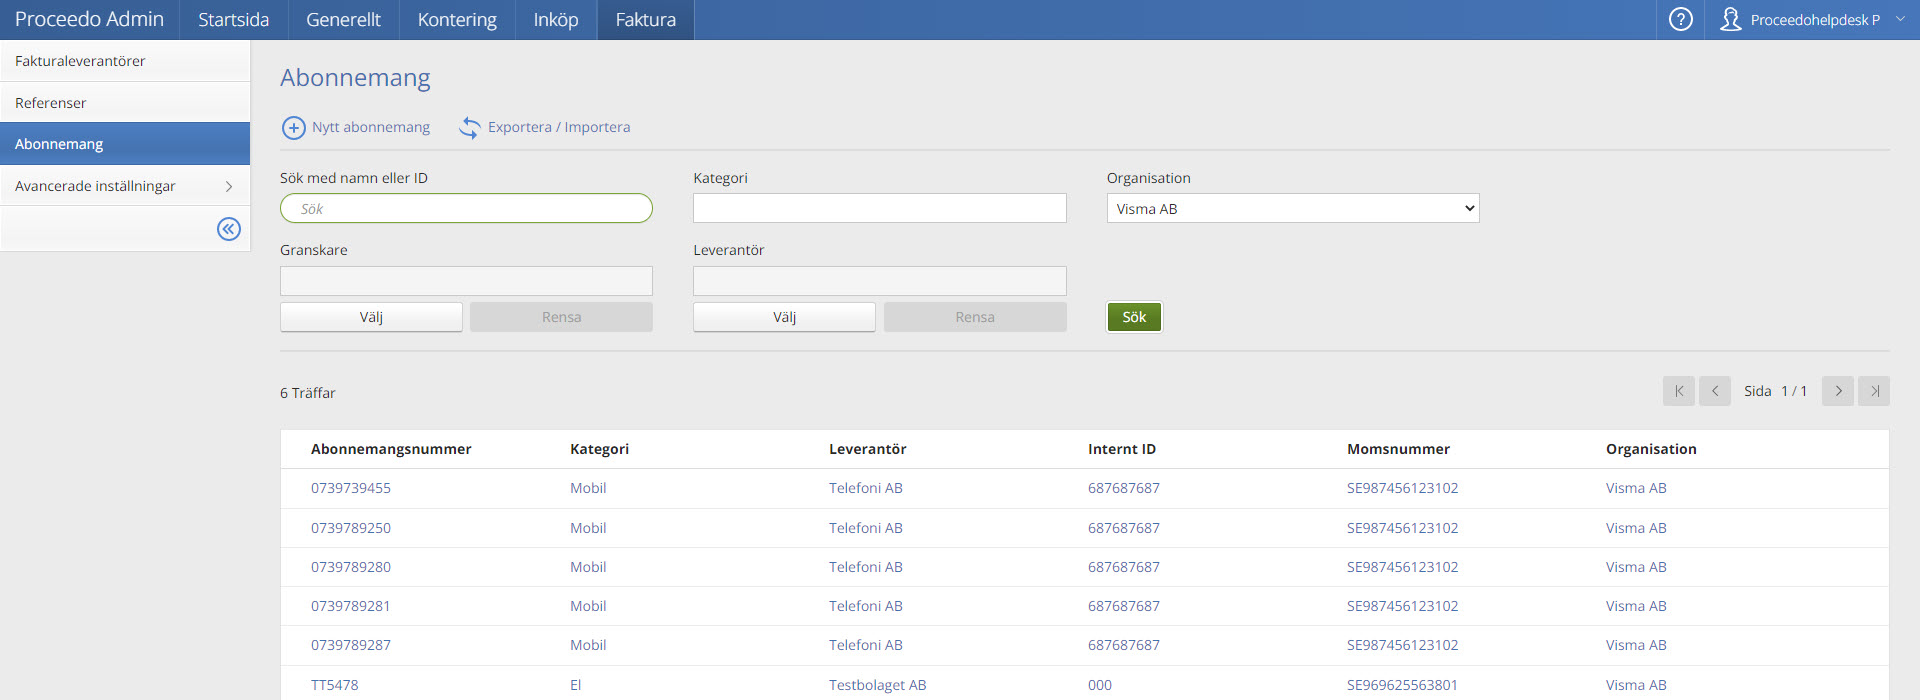 Proceedo Admin Startsida Generellt Kontering Inköp Faktura ? Proceedohelpdesk P
Fakturaleverantörer
Referenser
Abonnemang
Avancerade inställningar
Abonnemang
Nytt abonnemang Exportera / Importera
Sök med namn eller ID Kategori Organisation
Sök Visma AB
Granskare Leverantör
Välj Rensa Välj Rensa Sök
6 Träffar Sida 1 / 1
Abonnemangsnummer Kategori Leverantör Internt ID Momsnummer Organisation
0739739455 Mobil Telefoni AB 687687687 SE987456123102 Visma AB
0739789250 Mobil Telefoni AB 687687687 SE987456123102 Visma AB
0739789280 Mobil Telefoni AB 687687687 SE987456123102 Visma AB
0739789281 Mobil Telefoni AB 687687687 SE987456123102 Visma AB
0739789287 Mobil Telefoni AB 687687687 SE987456123102 Visma AB
TT5478 El Testbolaget AB 000 SE969625563801 Visma AB